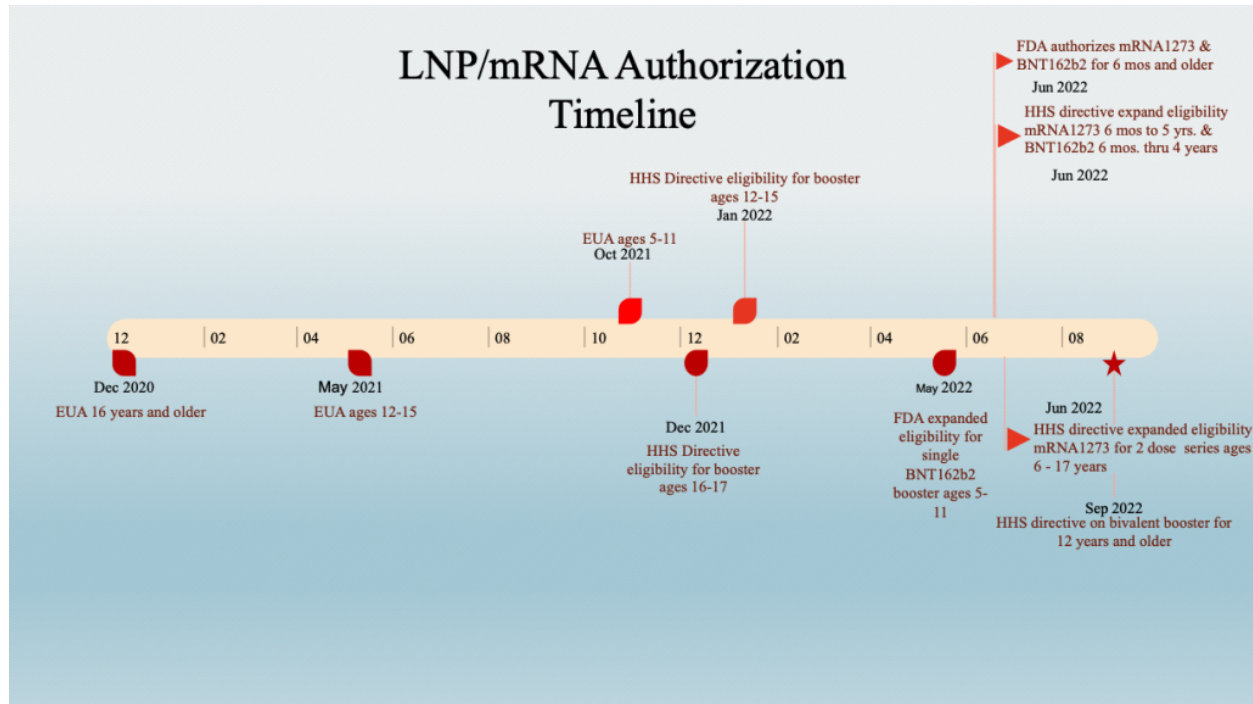 LNP/mRNA Authorization
Timeline
FDA authorizes mRNA1273 &
BNT162b2 for 6 mos and older
Jun 2022
HHS directive expand eligibility
mRNA1273 6 mos to 5 yrs. &
BNT162b2 6 mos. thru 4 years
Jun 2022
HHS Directive eligibility for booster
ages 12-15
Jan 2022
EUA ages 5-11
Oct 2021
12 02 04 06 08 10 12 02 04 06 08
Dec 2020
EUA 16 years and older
May 2021
EUA ages 12-15
Dec 2021
HHS Directive
eligibility for booster
ages 16-17
May 2022
FDA expanded
eligibility for
single
BNT162b2
booster ages 5-
11
Jun 2022
HHS directive expanded eligibility
mRNA1273 for 2 dose series ages
6 - 17 years
Sep 2022
HHS directive on bivalent booster for
12 years and older